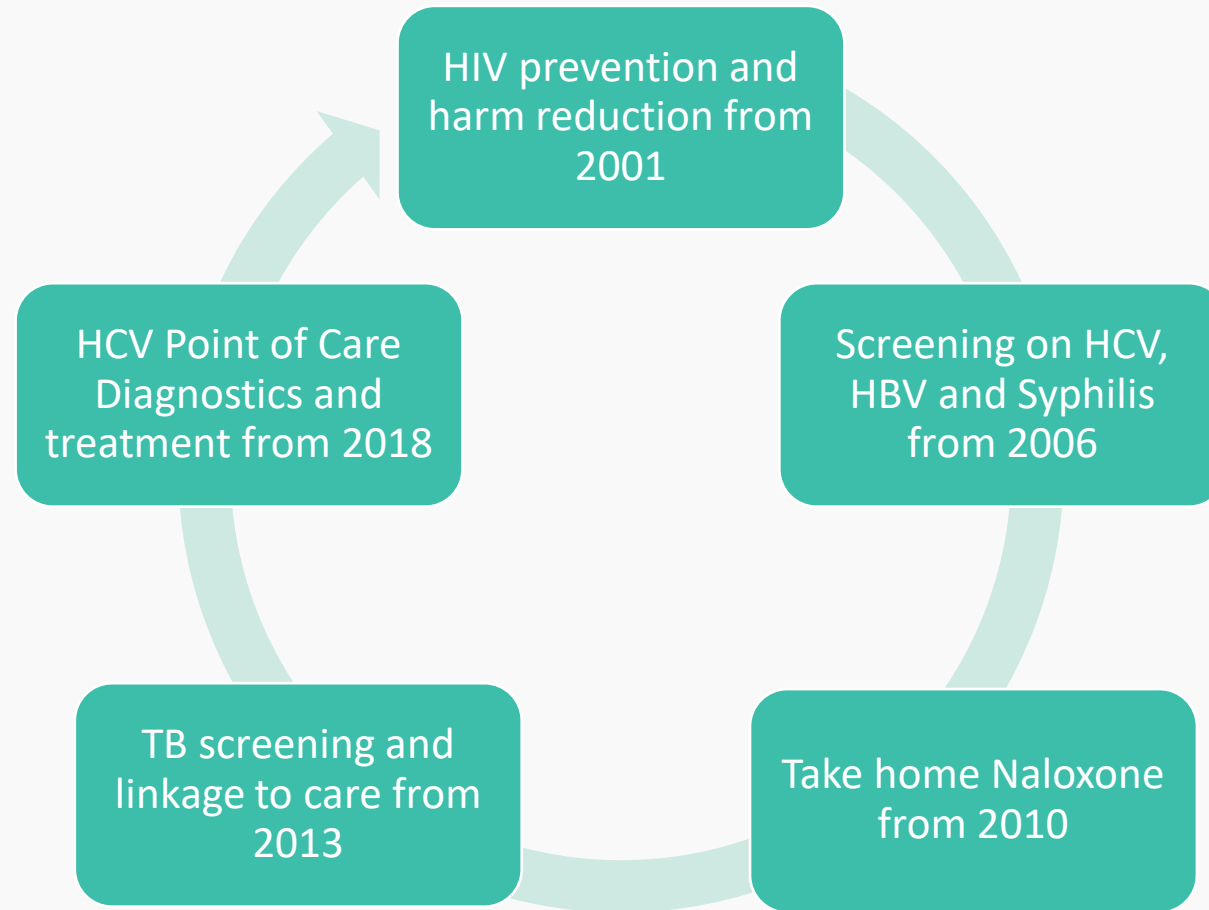 HIV prevention and
harm reduction from
2001
Screening on HCV,
HBV and Syphilis
from 2006
Take home Naloxone
from 2010
TB screening and
linkage to care from
2013
HCV Point of Care
Diagnostics and
treatment from 2018